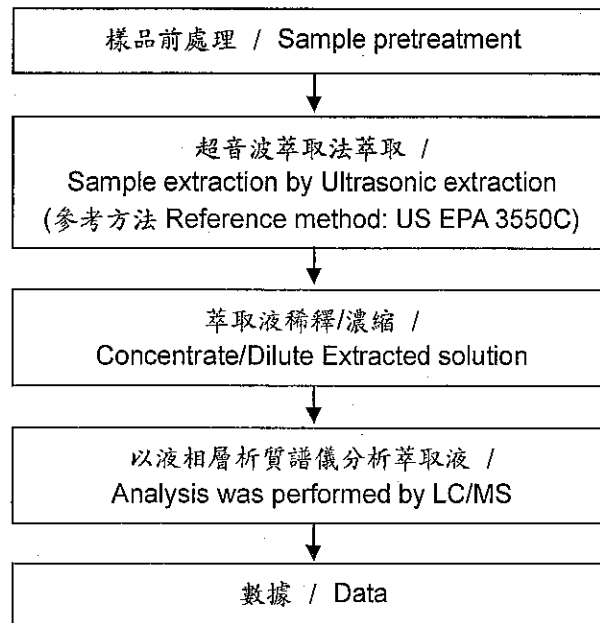 樣品前處理 / Sample pretreatment
超音波萃取法萃取 /
Sample extraction by Ultrasonic extraction
(參考方法 Reference method: US EPA 3550C)
萃取液稀釋/濃縮 /
Concentrate/Dilute Extracted solution
以液相層析質譜儀分析萃取液 /
Analysis was performed by LC/MS
數據 / Data